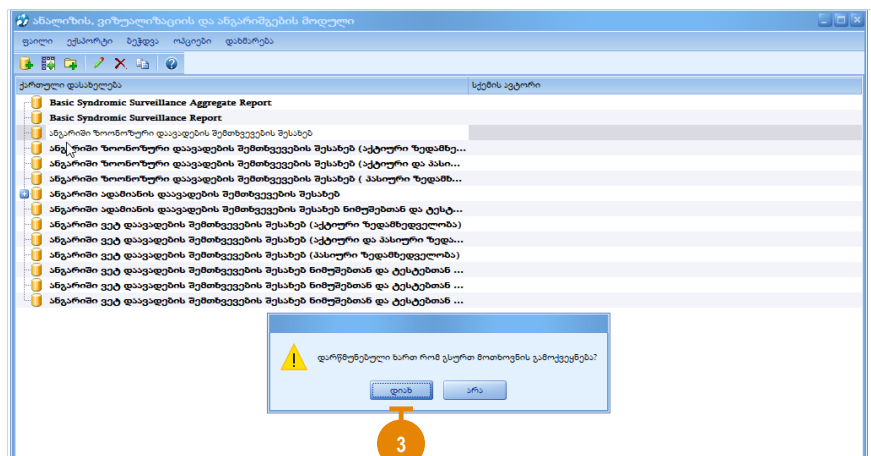 ანალიზის, ვიზუალიზაციის და ანგარიშგების მოდული
ფაილი ექსპორტი ბეჭდვა ოპციები დახმარება
ქართული დასახელება სქემის ავტორი
Basic Syndromic Surveillance Aggregate Report
Basic Syndromic Surveillance Report
ანგარიში ზოონოზური დაავადების შემთხვევების შესახებ
ანგარიში ზოონოზური დაავადების შემთხვევების შესახებ (აქტიური ზედამხე...
ანგარიში ზოონოზური დაავადების შემთხვევების შესახებ (აქტიური და პასი...
ანგარიში ზოონოზური დაავადების შემთხვევების შესახებ ( პასიური ზედამხ...
ანგარიში ადამიანის დაავადების შემთხვევების შესახებ
ანგარიში ადამიანის დაავადების შემთხვევების შესახებ ნიმუშებთან და ტესტ...
ანგარიში ვეტ დაავადების შემთხვევების შესახებ (აქტიური ზედამხედველობა)
ანგარიში ვეტ დაავადების შემთხვევების შესახებ (აქტიური და პასიური ზედა...
ანგარიში ვეტ დაავადების შემთხვევების შესახებ (პასიური ზედამხედველობა)
ანგარიში ვეტ დაავადების შემთხვევების შესახებ ნიმუშებთან და ტესტებთან ...
ანგარიში ვეტ დაავადების შემთხვევების შესახებ ნიმუშებთან და ტესტებთან ...
ანგარიში ვეტ დაავადების შემთხვევების შესახებ ნიმუშებთან და ტესტებთან ...
დარწმუნებული ხართ რომ გსურთ მოთხოვნის გამოქვეყნება?
დიახ არა
3